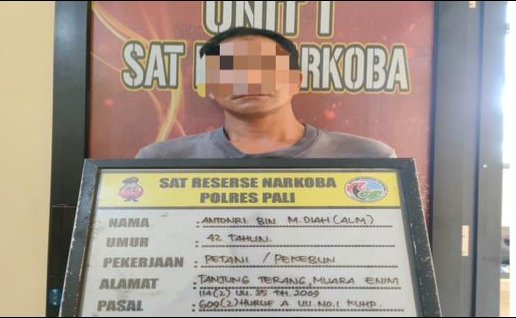 UNIT I
SAT NARKOBA
SAT RESERSE NARKOBA
POLRES PALI
NAMA : ANTONRI BIN M. DIAH (ALM)
UMUR : 42 TAHUN
PEKERJAAN : PETANI / PEKEBUN
ALAMAT : TANJUNG TERANG, MUARA ENIM
PASAL : 114 (2) UU. 35 TH. 2009
609 (2) HURUF A UU. NO. 1 KUHP.